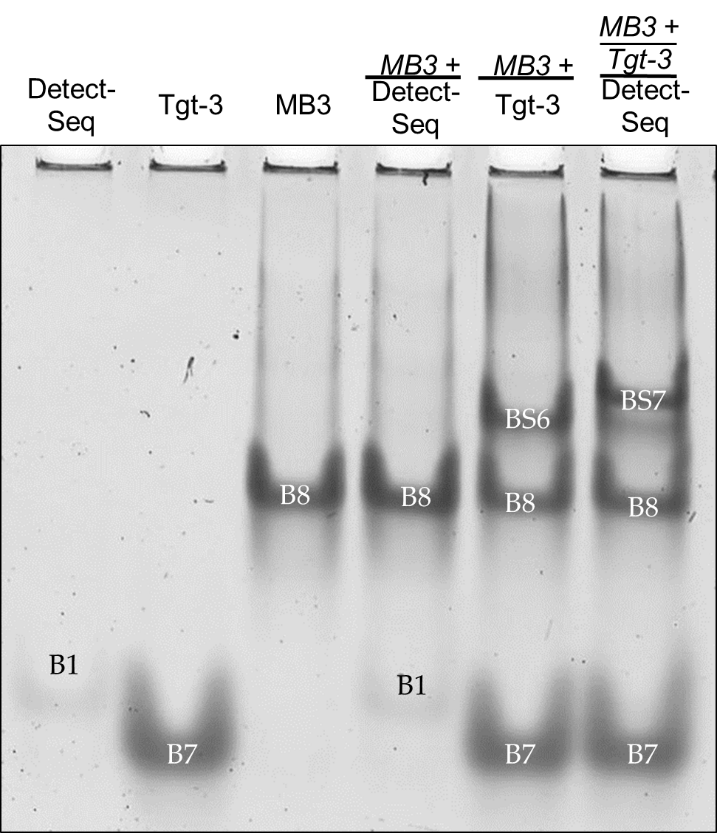 Detect-
Seq
Tgt-3
MB3
MB3 +
Detect-
Seq
MB3 +
Tgt-3
MB3 +
Tgt-3
Detect-
Seq
BS6
BS7
B8
B8
B8
B8
B1
B1
B7
B7
B7